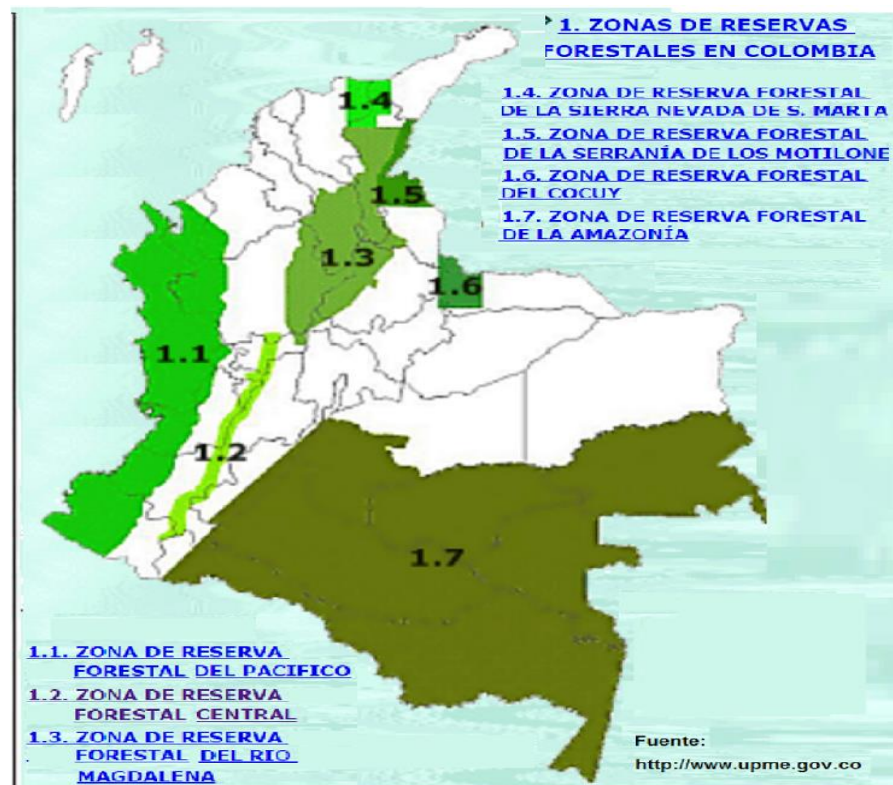 1. ZONAS DE RESERVAS
FORESTALES EN COLOMBIA
1.4. ZONA DE RESERVA FORESTAL
DE LA SIERRA NEVADA DE S. MARTA
1.5. ZONA DE RESERVA FORESTAL
DE LA SERRANÍA DE LOS MOTILONE
1.6. ZONA DE RESERVA FORESTAL
DEL COCUY
1.7. ZONA DE RESERVA FORESTAL
DE LA AMAZONÍA
1.4
1.5
1.3
1.6
1.1
1.2
1.7
1.1. ZONA DE RESERVA
FORESTAL DEL PACIFICO
1.2. ZONA DE RESERVA
FORESTAL CENTRAL
1.3. ZONA DE RESERVA
. FORESTAL DEL RIO
MAGDALENA
Fuente:
http://www.upme.gov.co